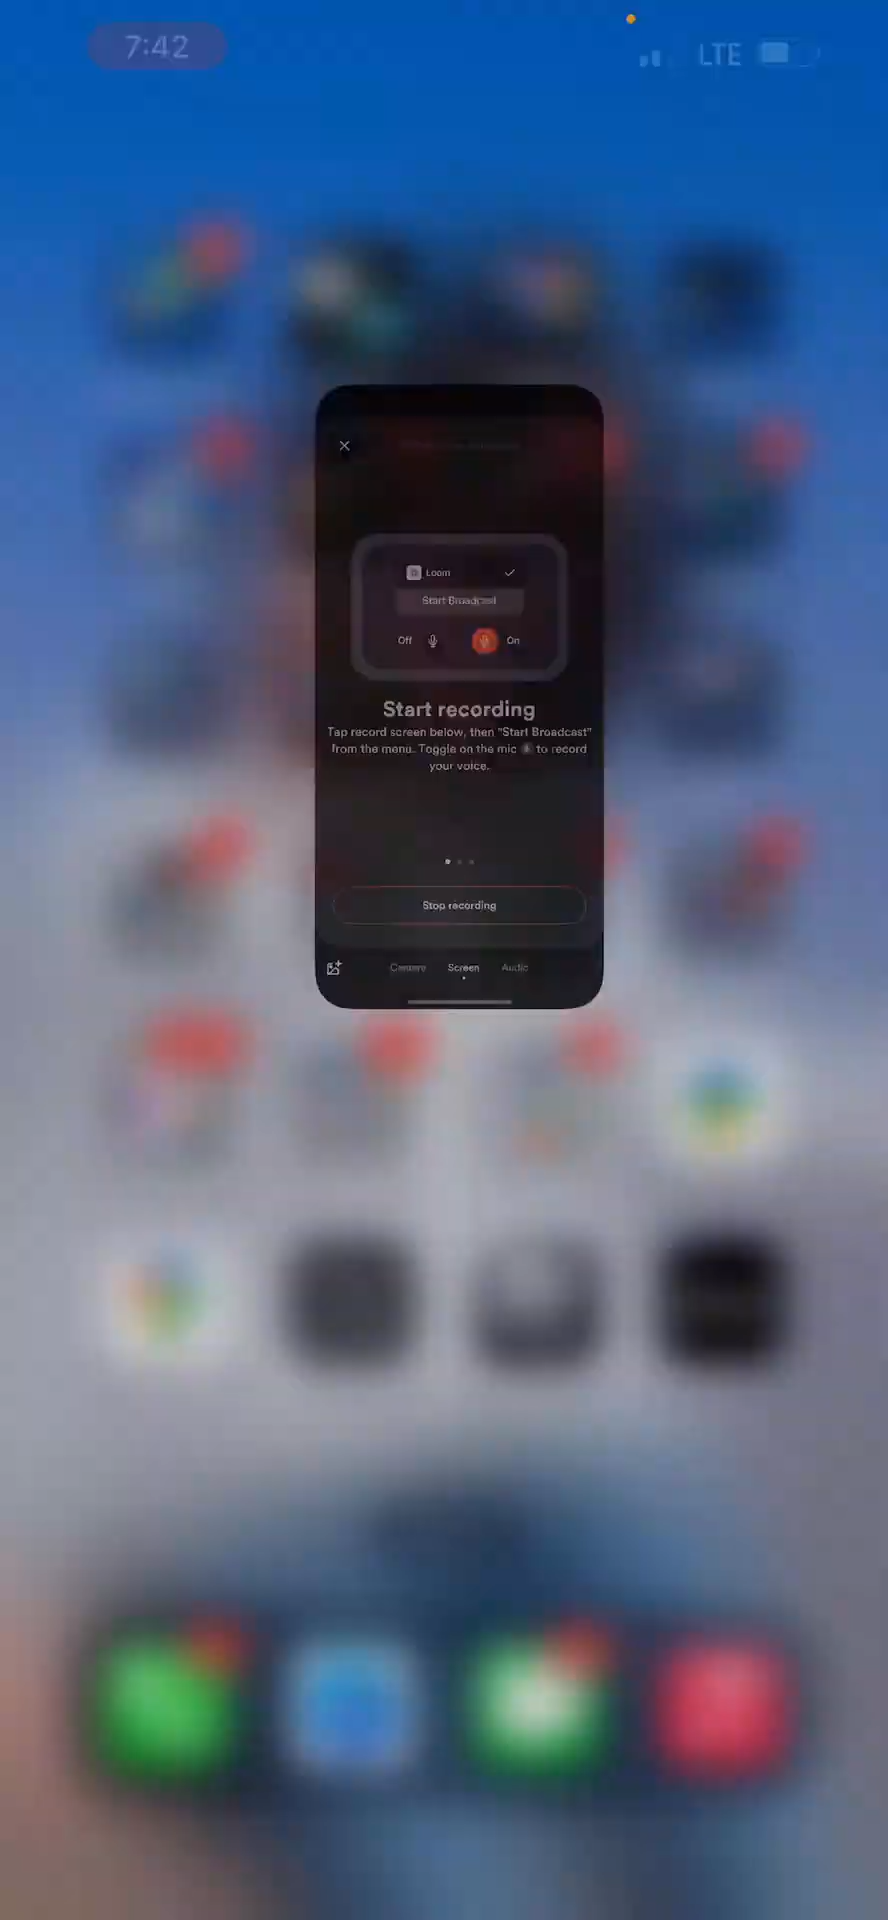 7:42
LTE
Loom
Start Broadcast
Off
On
Start recording
Tap record screen below, then "Start Broadcast"
from the menu. Toggle on the mic to record
your voice.
Stop recording
Camera Screen Audio